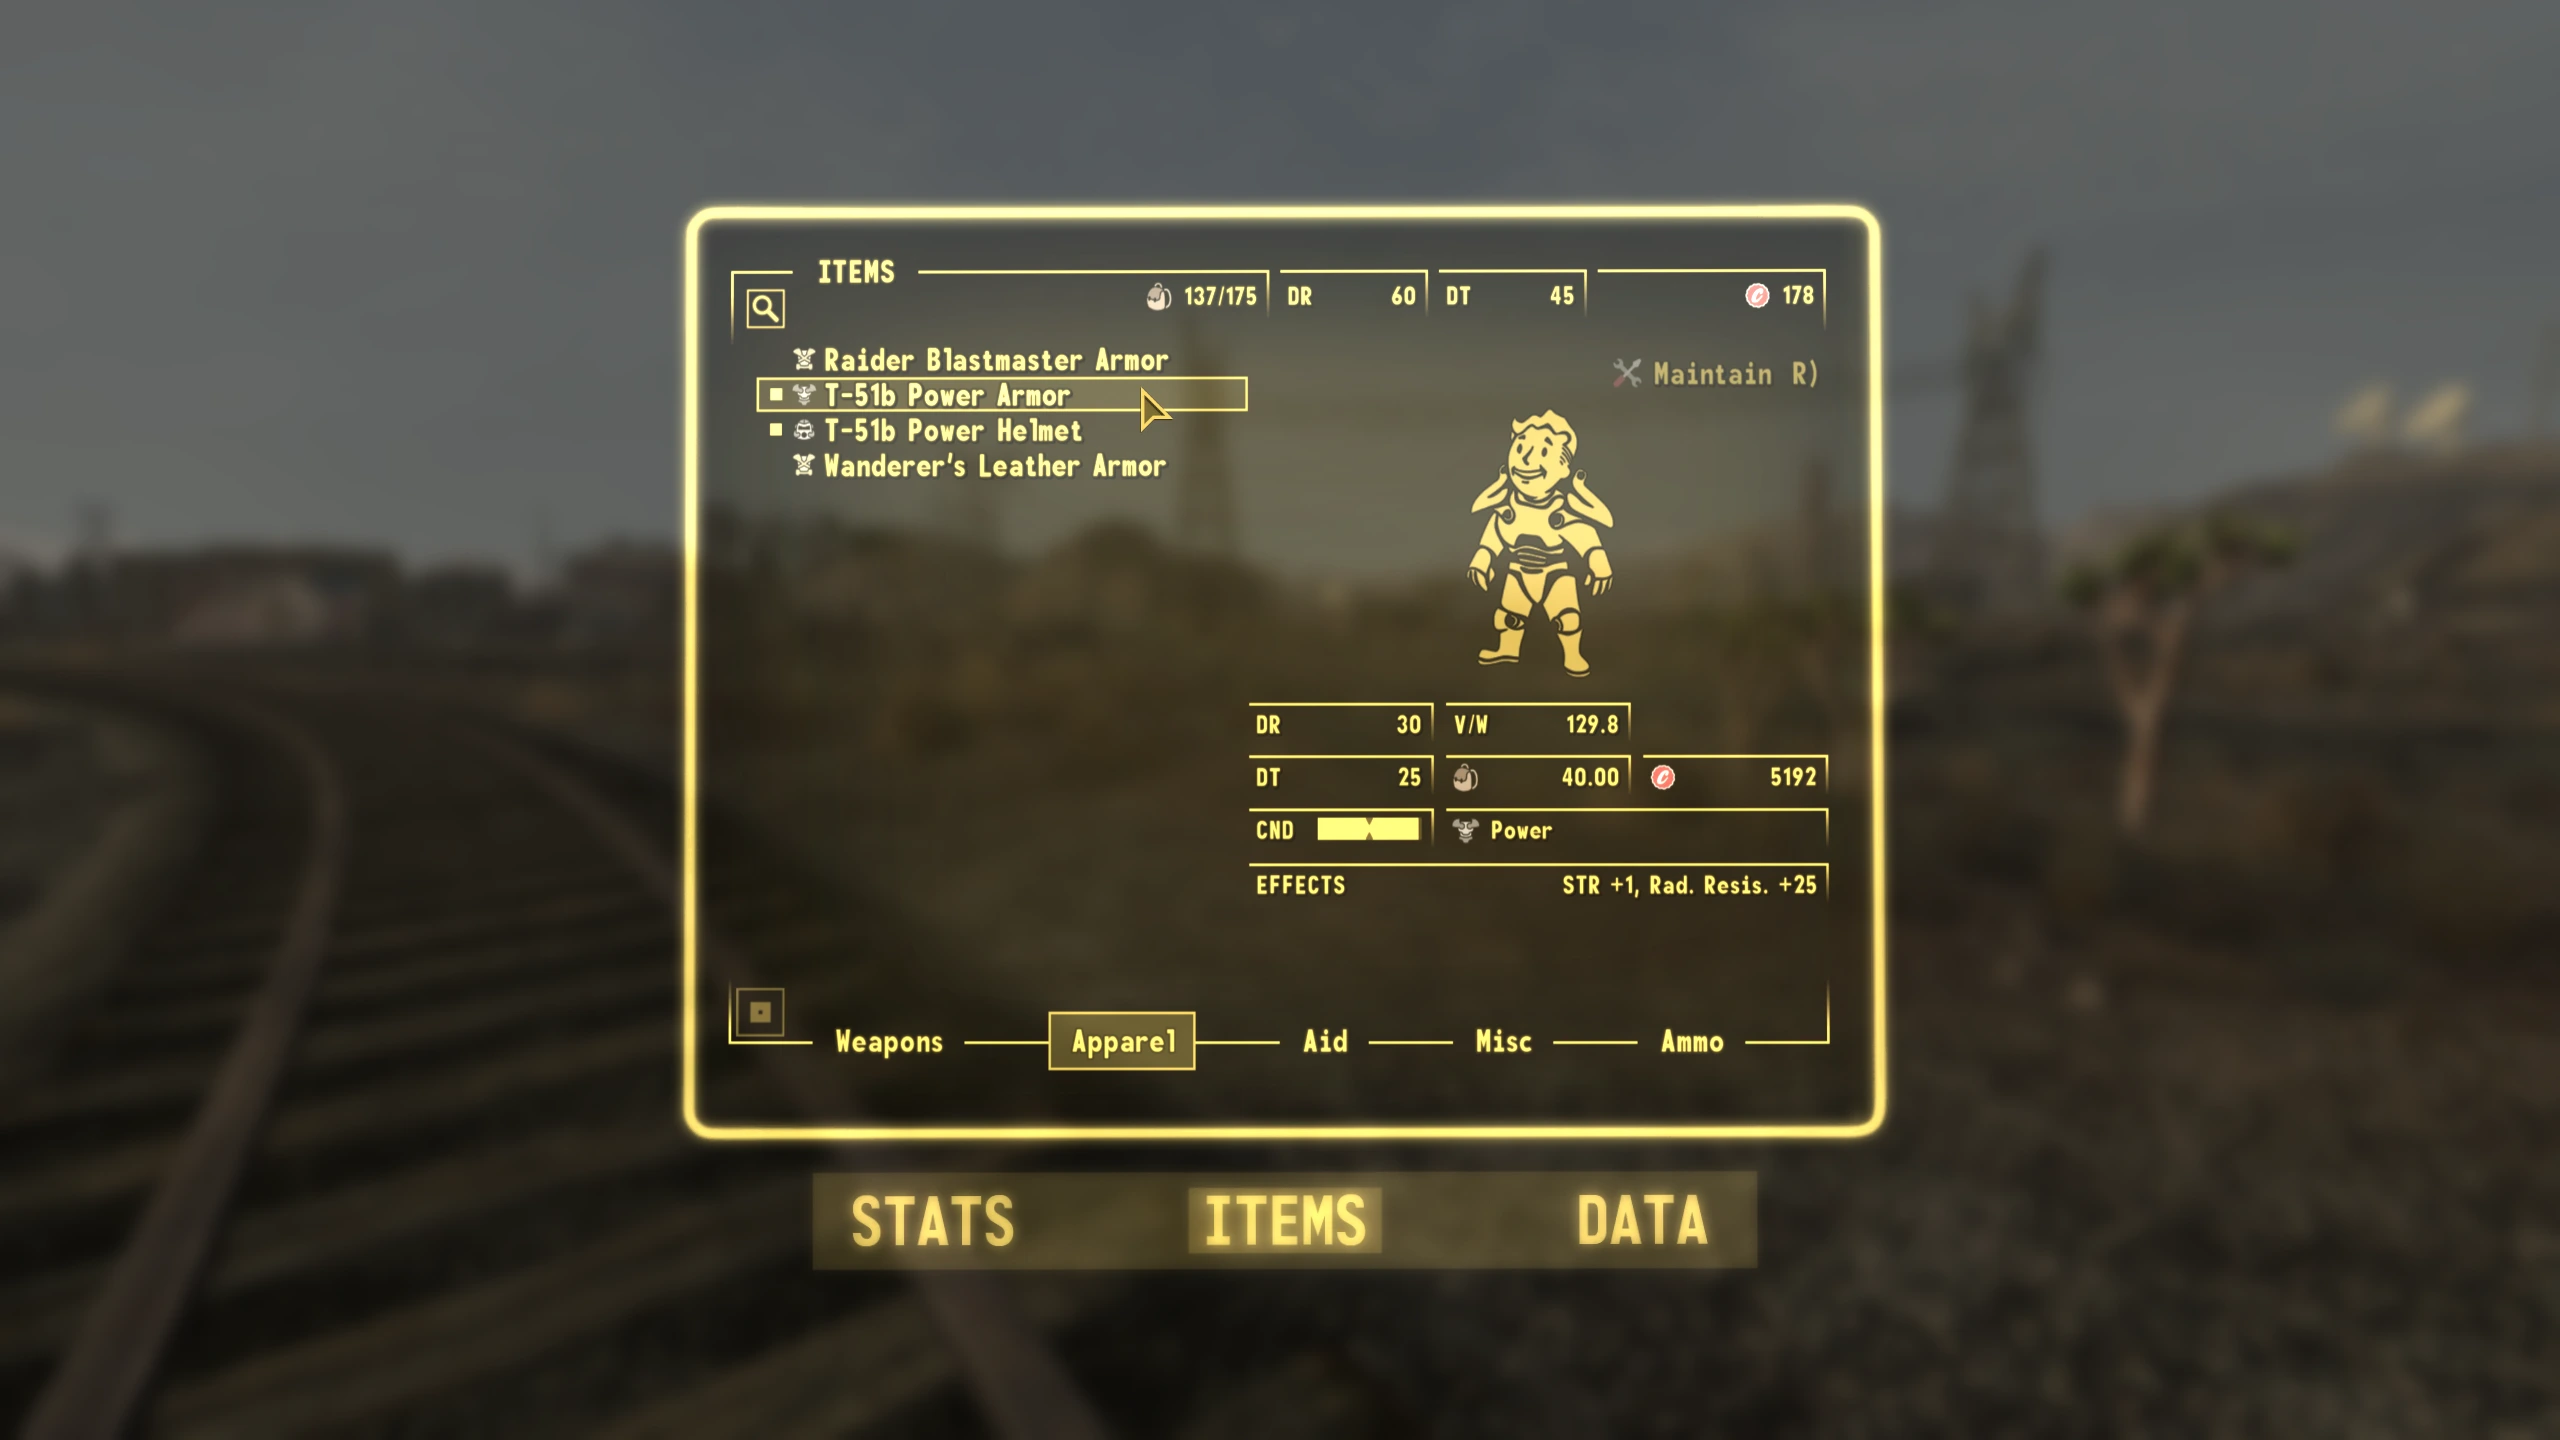 ITEMS
137/175 DR 60 DT 45 178
Raider Blastmaster Armor
Maintain R)
T-51b Power Armor
T-51b Power Helmet
Wanderer's Leather Armor
DR 30 V/W 129.8
DT 25 40.00 5192
CND Power
EFFECTS STR +1, Rad. Resis. +25
Weapons Apparel Aid Misc Ammo
STATS ITEMS DATA